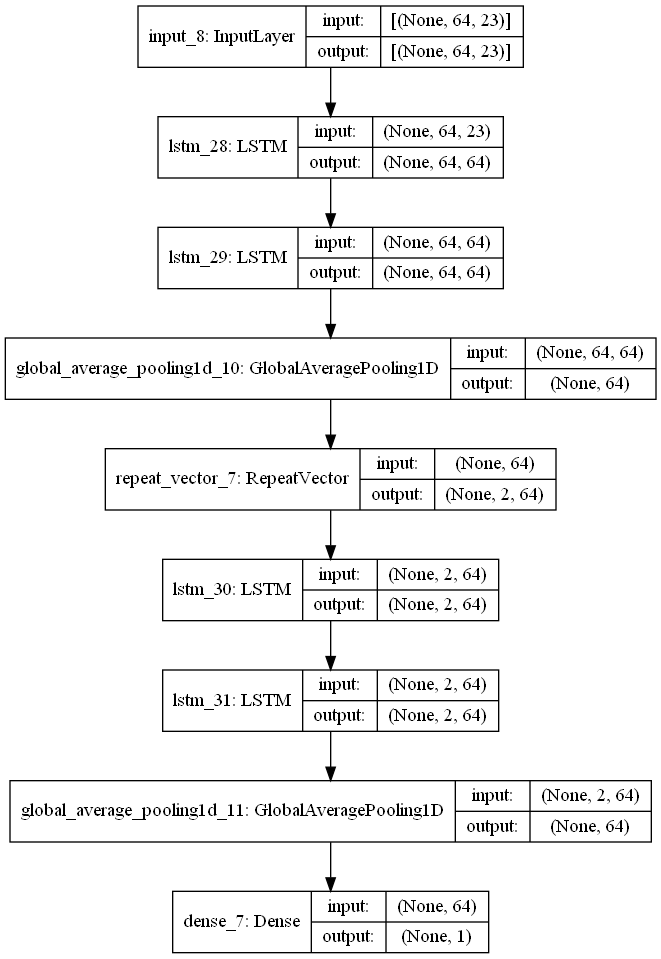 input_8: InputLayer
input:
[(None, 64, 23)]
output:
[(None, 64, 23)]
lstm_28: LSTM
input:
(None, 64, 23)
output:
(None, 64, 64)
lstm_29: LSTM
input:
(None, 64, 64)
output:
(None, 64, 64)
global_average_pooling1d_10: GlobalAveragePooling1D
input:
(None, 64, 64)
output:
(None, 64)
repeat_vector_7: RepeatVector
input:
(None, 64)
output:
(None, 2, 64)
lstm_30: LSTM
input:
(None, 2, 64)
output:
(None, 2, 64)
lstm_31: LSTM
input:
(None, 2, 64)
output:
(None, 2, 64)
global_average_pooling1d_11: GlobalAveragePooling1D
input:
(None, 2, 64)
output:
(None, 64)
dense_7: Dense
input:
(None, 64)
output:
(None, 1)